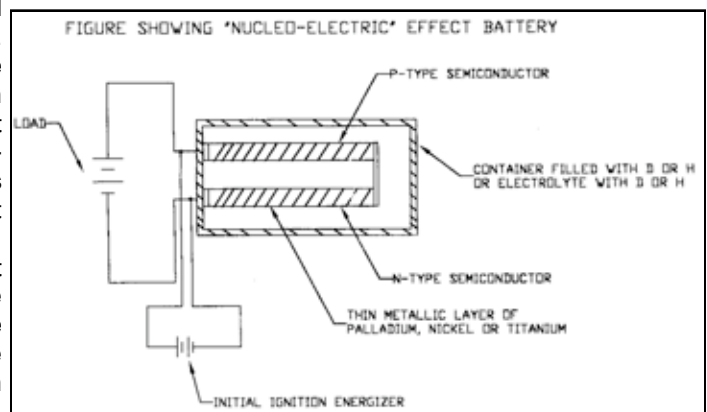 FIGURE SHOWING "NUCLEO-ELECTRIC" EFFECT BATTERY
P-TYPE SEMICONDUCTOR
LOAD
CONTAINER FILLED WITH D OR H
OR ELECTROLYTE WITH D OR H
N-TYPE SEMICONDUCTOR
THIN METALLIC LAYER OF
PALLADIUM, NICKEL OR TITANIUM
INITIAL IGNITION ENERGIZER